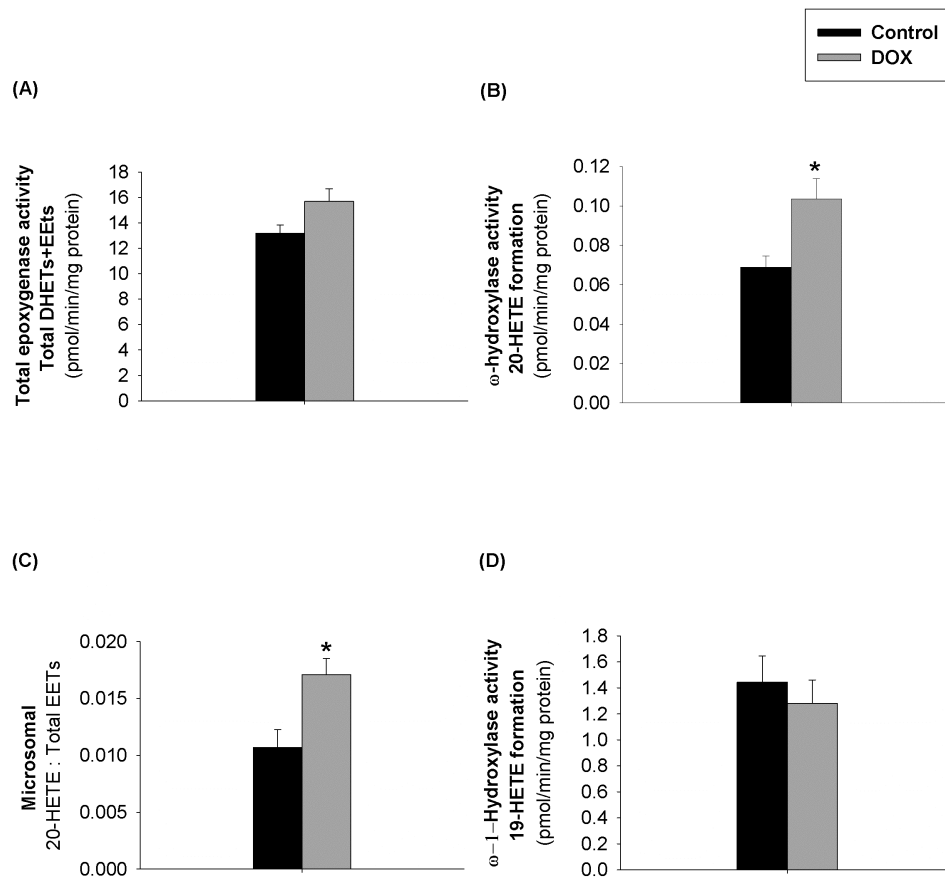 Control
DOX
(A)
Total epoxygenase activity
Total DHETs+EEts
(pmol/min/mg protein)
18
16
14
12
10
8
6
4
2
0
(B)
ω-hydroxylase activity
20-HETE formation
(pmol/min/mg protein)
0.12
0.10
0.08
0.06
0.04
0.02
0.00
*
(C)
Microsomal
20-HETE : Total EETs
0.020
0.015
0.010
0.005
0.000
*
(D)
ω−1−Hydroxylase activity
19-HETE formation
(pmol/min/mg protein)
1.8
1.6
1.4
1.2
1.0
0.8
0.6
0.4
0.2
0.0